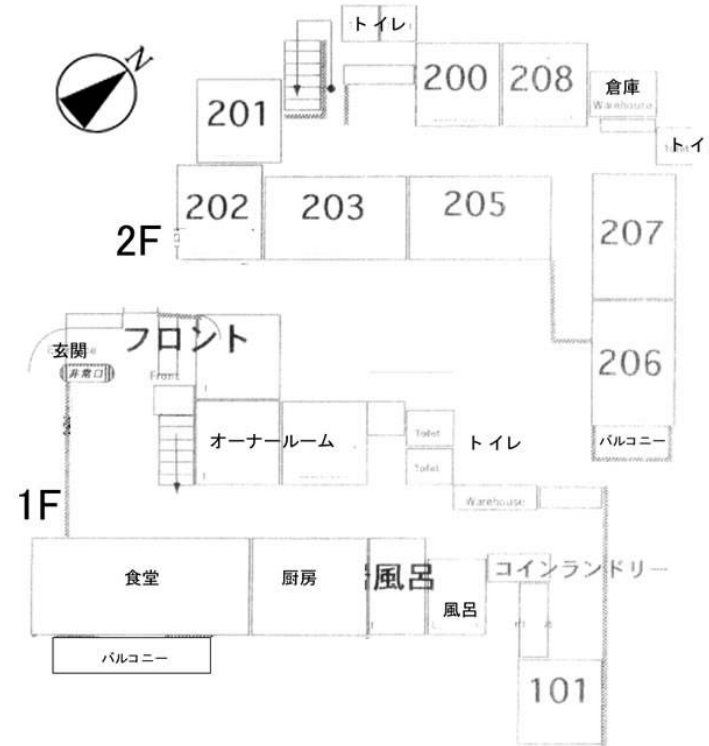 N
トイレ
200
208
倉庫
Warehouse
201
トイ
202
203
205
207
2F
206
バルコニー
フロント
玄関
非常口
Front
オーナールーム
Toilet
トイレ
Toilet
1F
Warehouse
食堂
厨房
風呂
風呂
コインランドリー
バルコニー
101